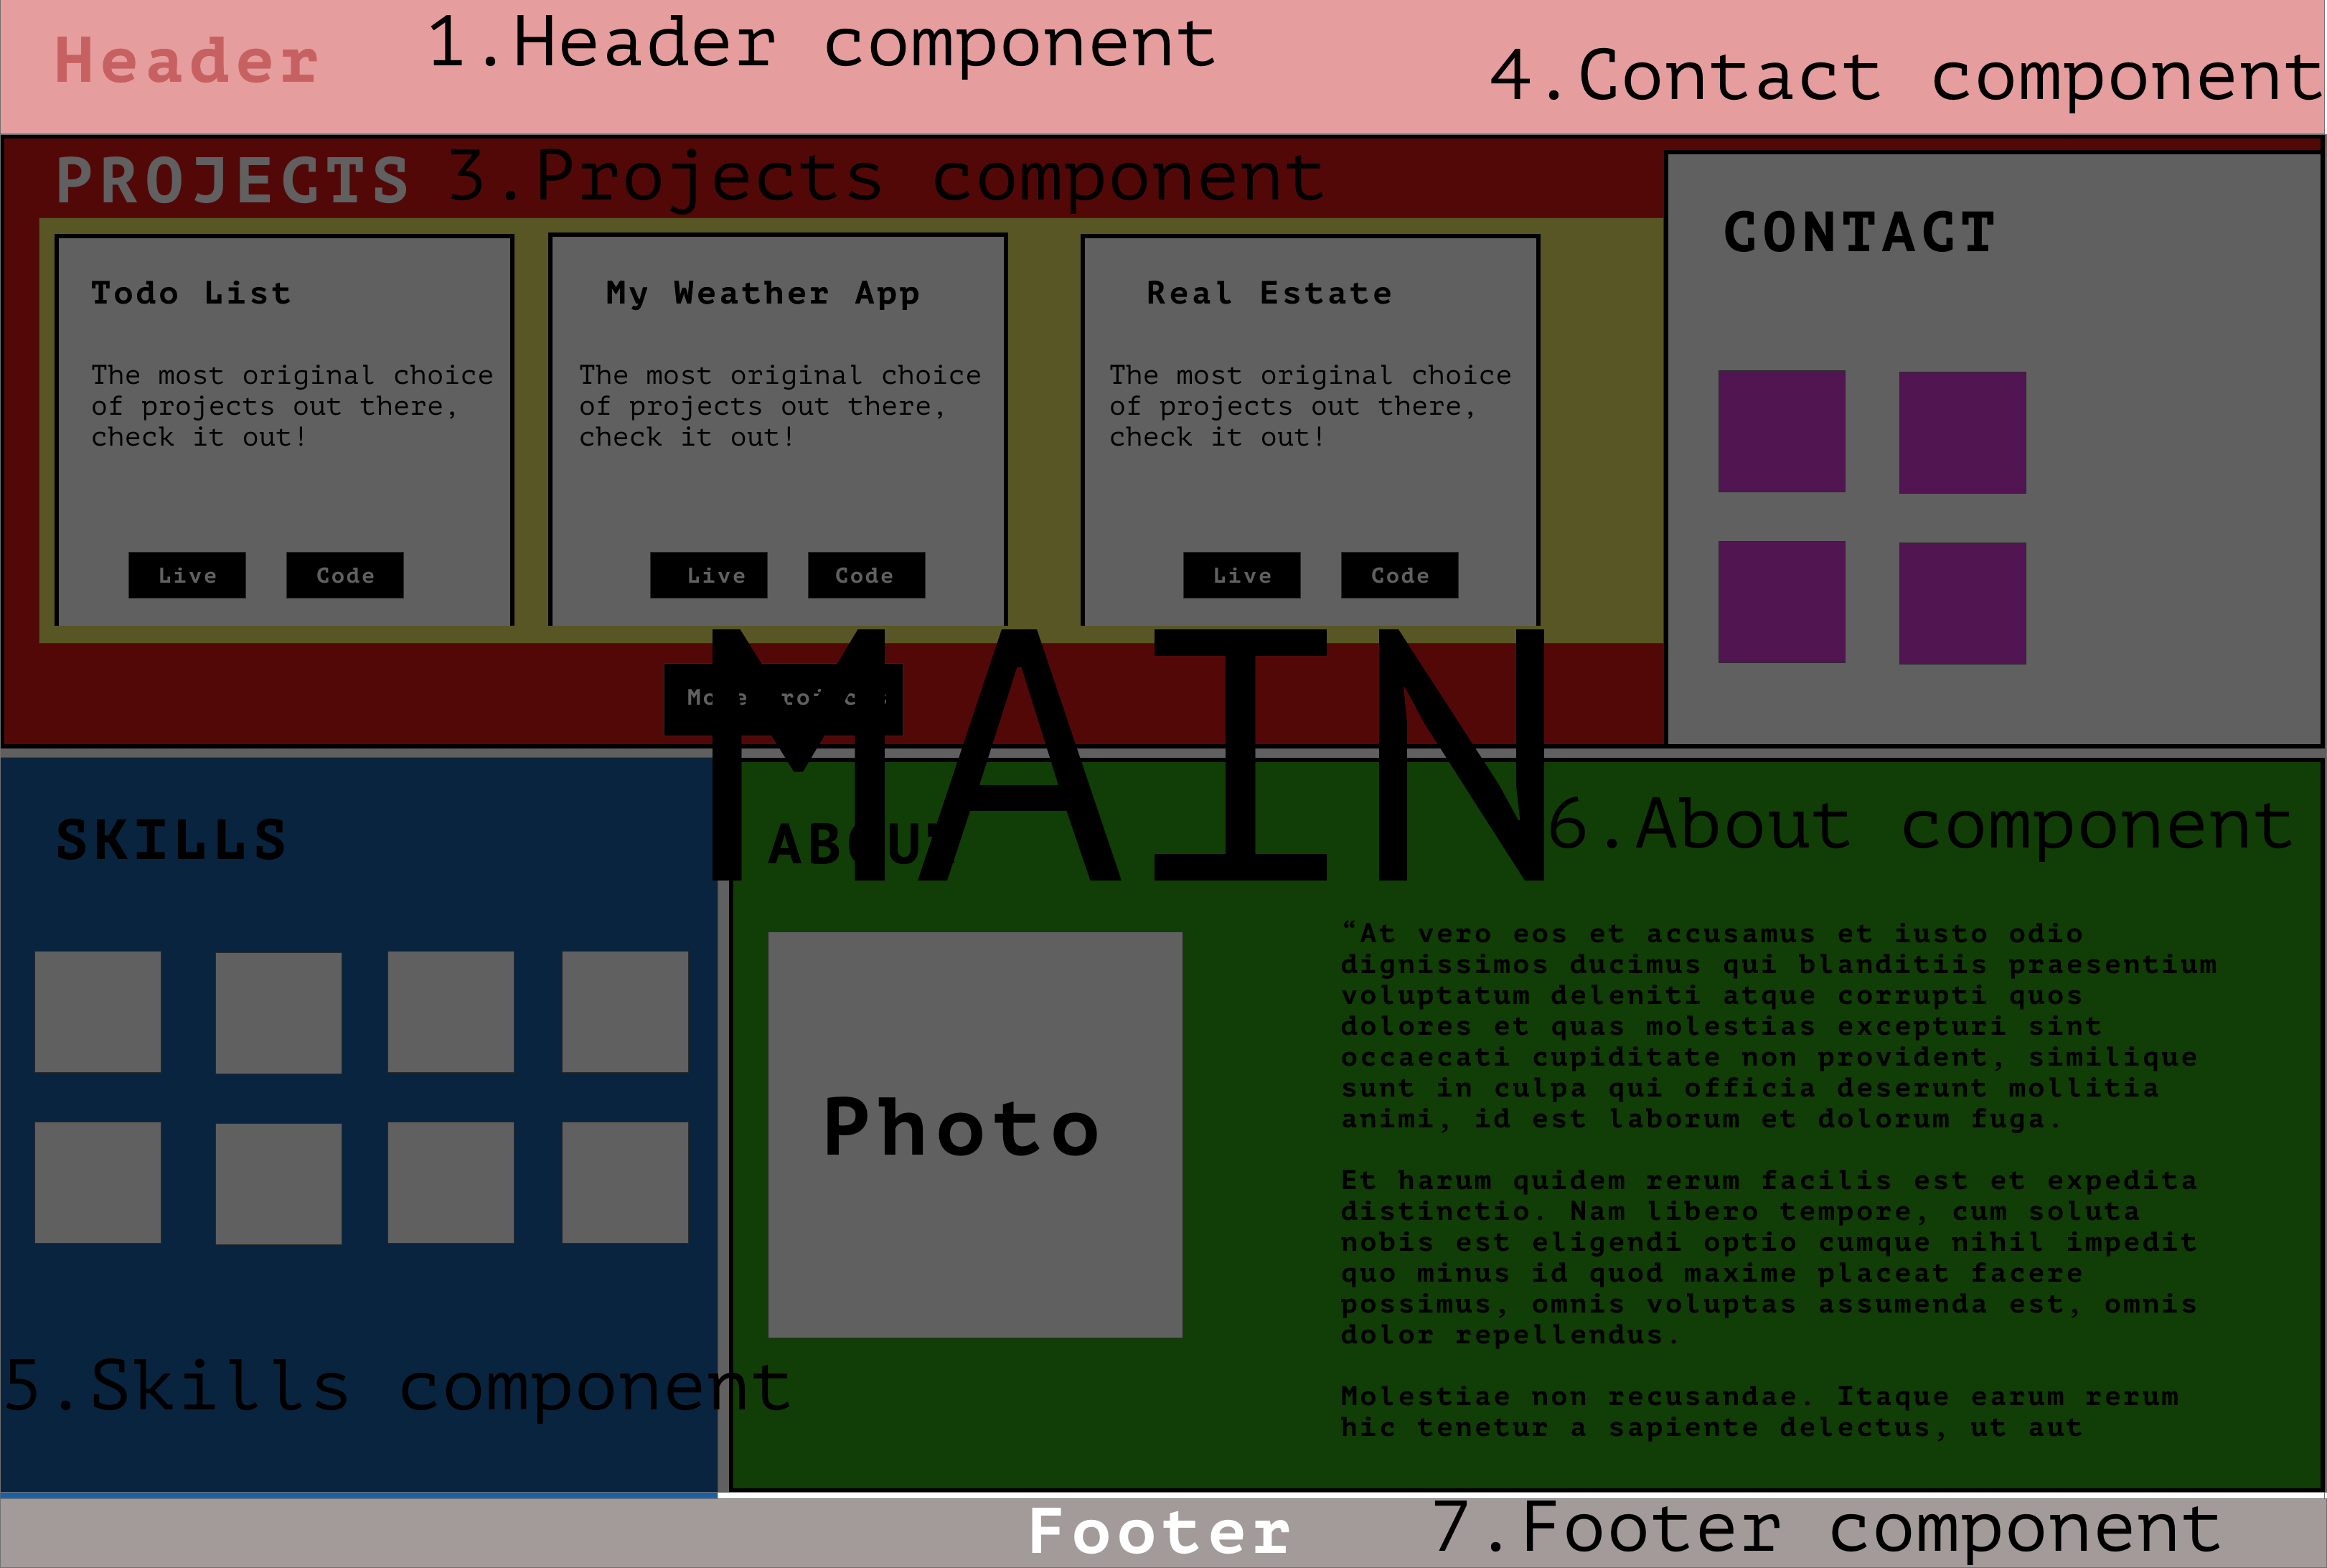 Header
1.Header component
4.Contact component
PROJECTS
3.Projects component
CONTACT
Todo List
The most original choice
of projects out there,
check it out!
Live
Code
My Weather App
The most original choice
of projects out there,
check it out!
Live
Code
Real Estate
The most original choice
of projects out there,
check it out!
Live
Code
MAIN
SKILLS
5.Skills component
ABOUT
6.About component
Photo
“At vero eos et accusamus et iusto odio
dignissimos ducimus qui blanditiis praesentium
voluptatum deleniti atque corrupti quos
dolores et quas molestias excepturi sint
occaecati cupiditate non provident, similique
sunt in culpa qui officia deserunt mollitia
animi, id est laborum et dolorum fuga.
Et harum quidem rerum facilis est et expedita
distinctio. Nam libero tempore, cum soluta
nobis est eligendi optio cumque nihil impedit
quo minus id quod maxime placeat facere
possimus, omnis voluptas assumenda est, omnis
dolor repellendus.
Molestiae non recusandae. Itaque earum rerum
hic tenetur a sapiente delectus, ut aut
Footer
7.Footer component